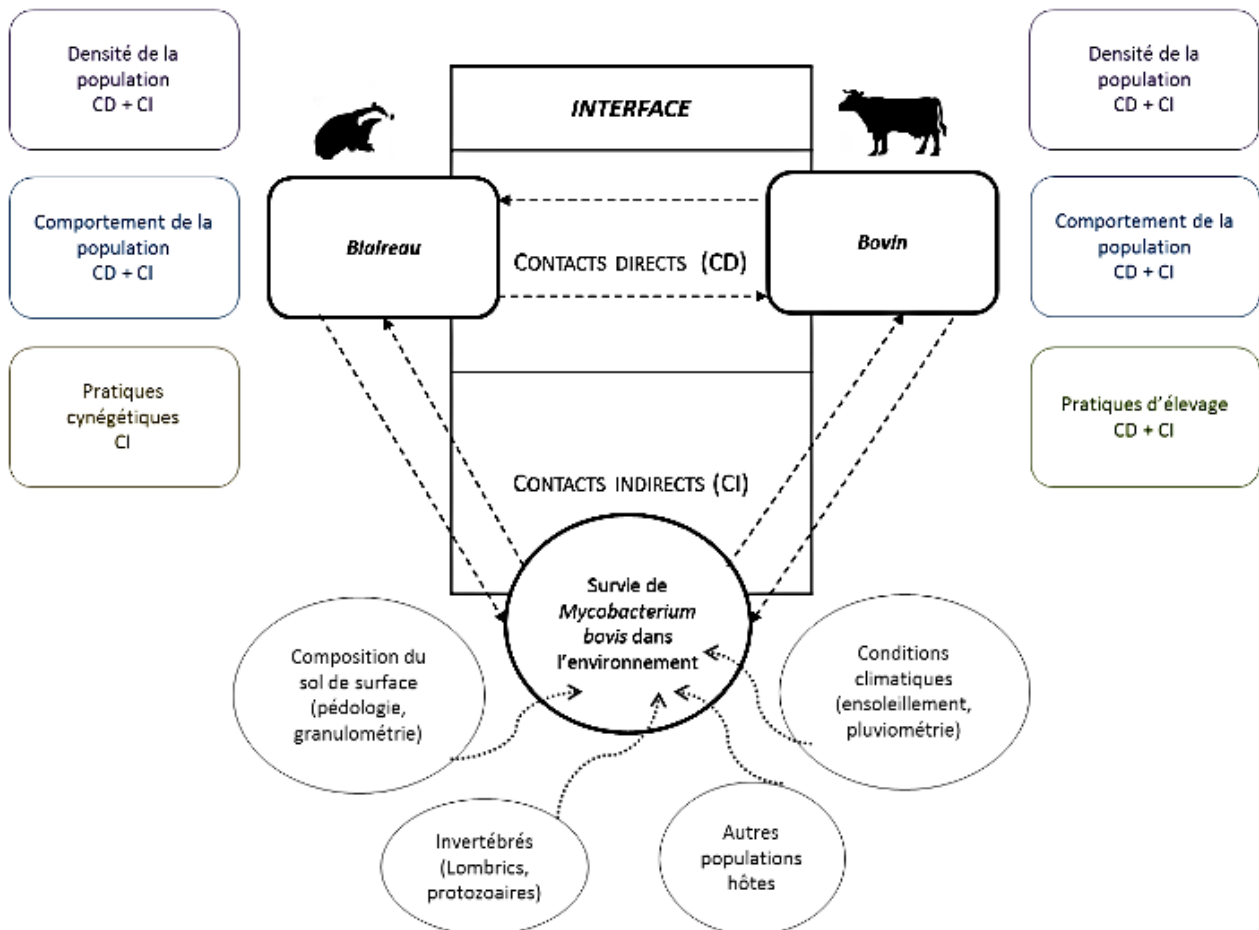 Densité de la
population
CD + CI
Comportement de la
population
CD + CI
Pratiques
cynégétiques
CI
INTERFACE
Blaireau
CONTACTS DIRECTS (CD)
Bovin
CONTACTS INDIRECTS (CI)
Survie de
Mycobacterium
bovis dans
l'environnement
Densité de la
population
CD + CI
Comportement de la
population
CD + CI
Pratiques d'élevage
CD + CI
Composition du
sol de surface
(pédologie,
granulométrie)
Invertébrés
(Lombrics,
protozoaires)
Autres
populations
hôtes
Conditions
climatiques
(ensoleillement,
pluviométrie)